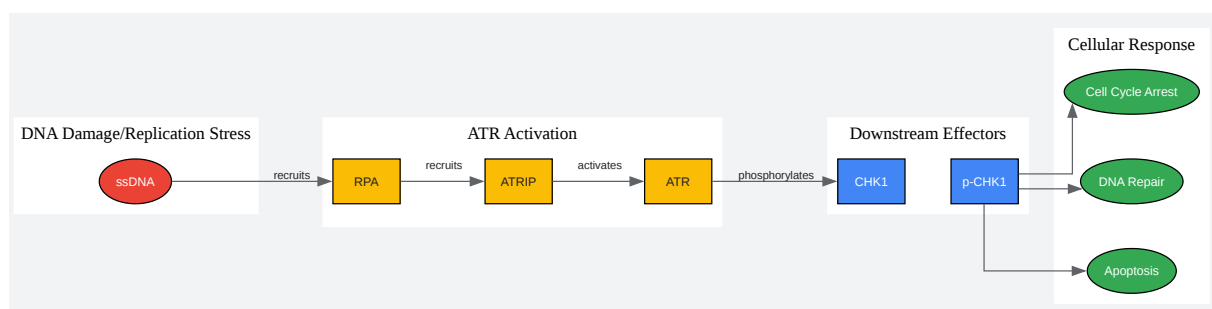 Cellular Response
Cell Cycle Arrest
DNA Damage/Replication Stress
ATR Activation
Downstream Effectors
ssDNA
recruits
RPA
recruits
ATRIP
activates
ATR
phosphorylates
CHK1
p-CHK1
DNA Repair
Apoptosis